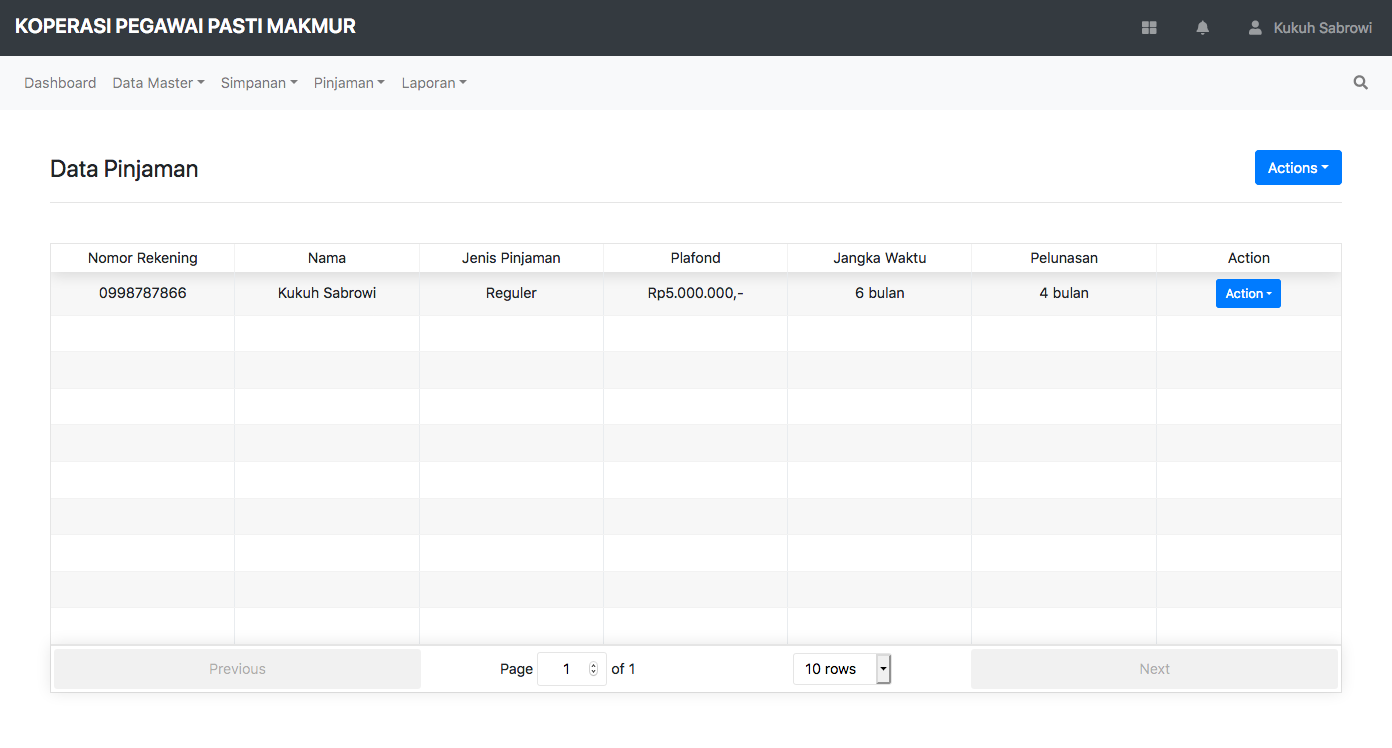 KOPERASI PEGAWAI PASTI MAKMUR Kukuh Sabrowi
Dashboard Data Master Simpanan Pinjaman Laporan
Data Pinjaman Actions
Nomor Rekening Nama Jenis Pinjaman Plafond Jangka Waktu Pelunasan Action
0998787866 Kukuh Sabrowi Reguler Rp5.000.000,- 6 bulan 4 bulan Action
Previous Page 1 of 1 10 rows Next